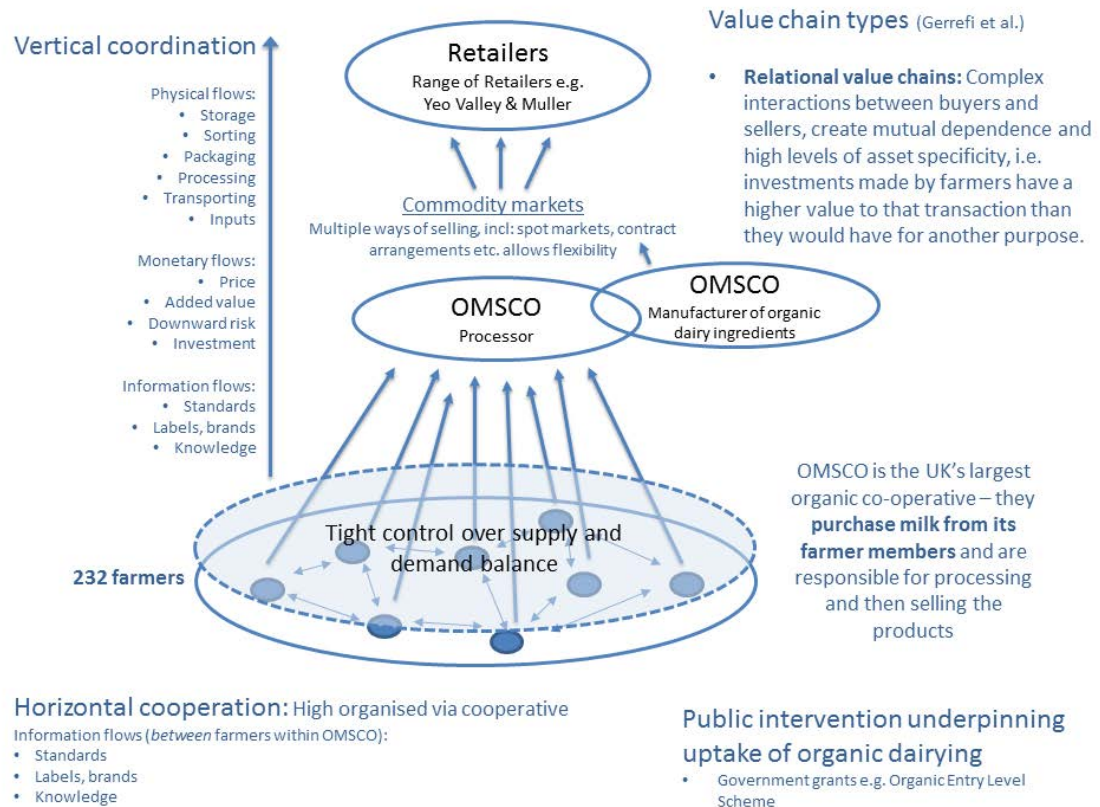 Vertical coordination
Physical flows:
• Storage
• Sorting
• Packaging
• Processing
• Transporting
• Inputs
Monetary flows:
• Price
• Added value
• Downward risk
• Investment
Information flows:
• Standards
• Labels, brands
• Knowledge
Retailers
Range of Retailers e.g.
Yeo Valley & Muller
Commodity markets
Multiple ways of selling, incl: spot markets, contract
arrangements etc. allows flexibility
OMSCO
Processor
OMSCO
Manufacturer of organic
dairy ingredients
Value chain types (Gerrefi et al.)
• Relational value chains: Complex
interactions between buyers and
sellers, create mutual dependence and
high levels of asset specificity, i.e.
investments made by farmers have a
higher value to that transaction than
they would have for another purpose.
Tight control over supply and
demand balance
232 farmers
OMSCO is the UK's largest
organic co-operative – they
purchase milk from its
farmer members and are
responsible for processing
and then selling the
products
Horizontal cooperation: High organised via cooperative
Information flows (between farmers within OMSCO):
• Standards
• Labels, brands
• Knowledge
Public intervention underpinning
uptake of organic dairying
• Government grants e.g. Organic Entry Level
Scheme